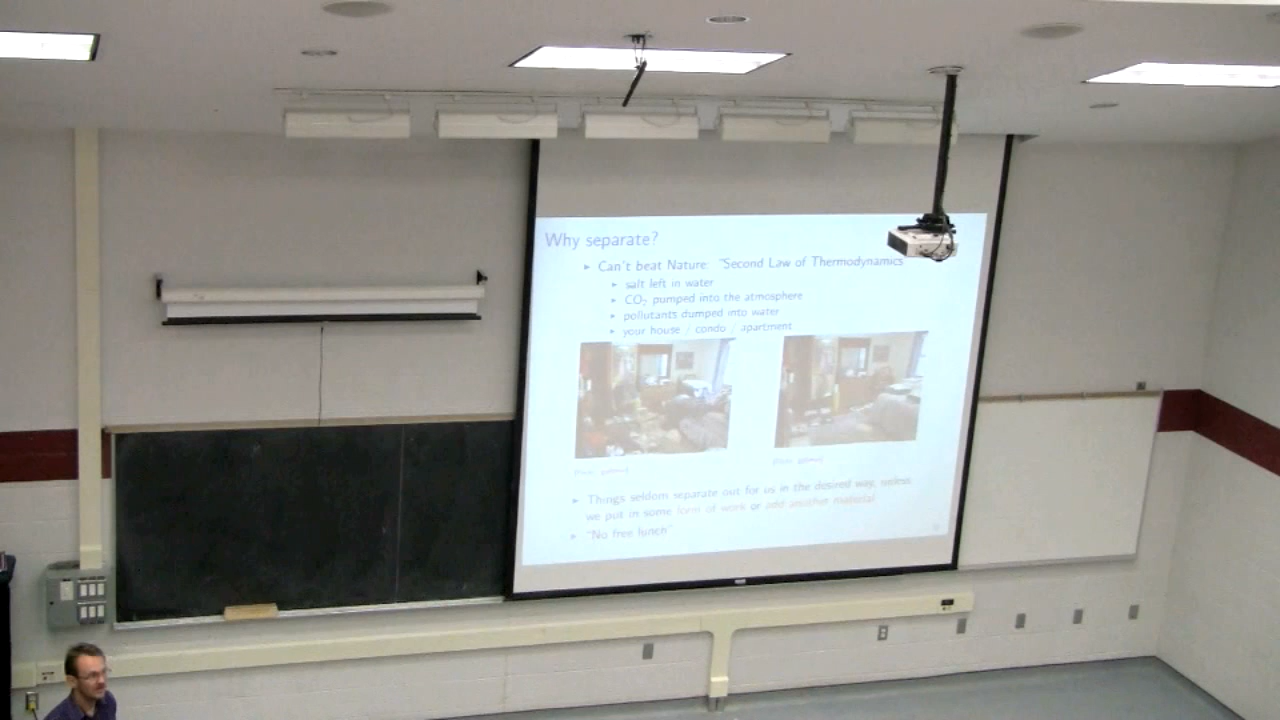 Why separate?
▸ Can't beat Nature: "Second Law of Thermodynamics"
▸ salt left in water
▸ CO₂ pumped into the atmosphere
▸ pollutants dumped into water
▸ your house / condo / apartment
▸ Things seldom separate out for us in the desired way, unless
we put in some form of work or add another material
▸ "No free lunch"